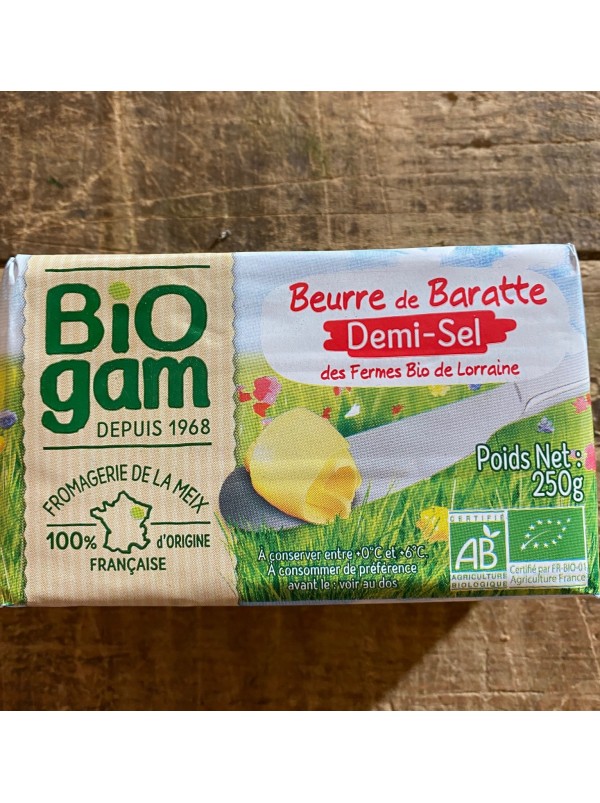 BiO
gam
DEPUIS 1968
FROMAGERIE DE LA MEIX
100% d'ORIGINE
FRANÇAISE
Beurre de Baratte
Demi-Sel
des Fermes Bio de Lorraine
Poids Net :
250g
A conserver entre +0°C et +6°C.
A consommer de préférence
avant le : voir au dos
CERTIFIÉ
AB
AGRICULTURE
BIOLOGIQUE
Certifié par FR-BIO-01
Agriculture France